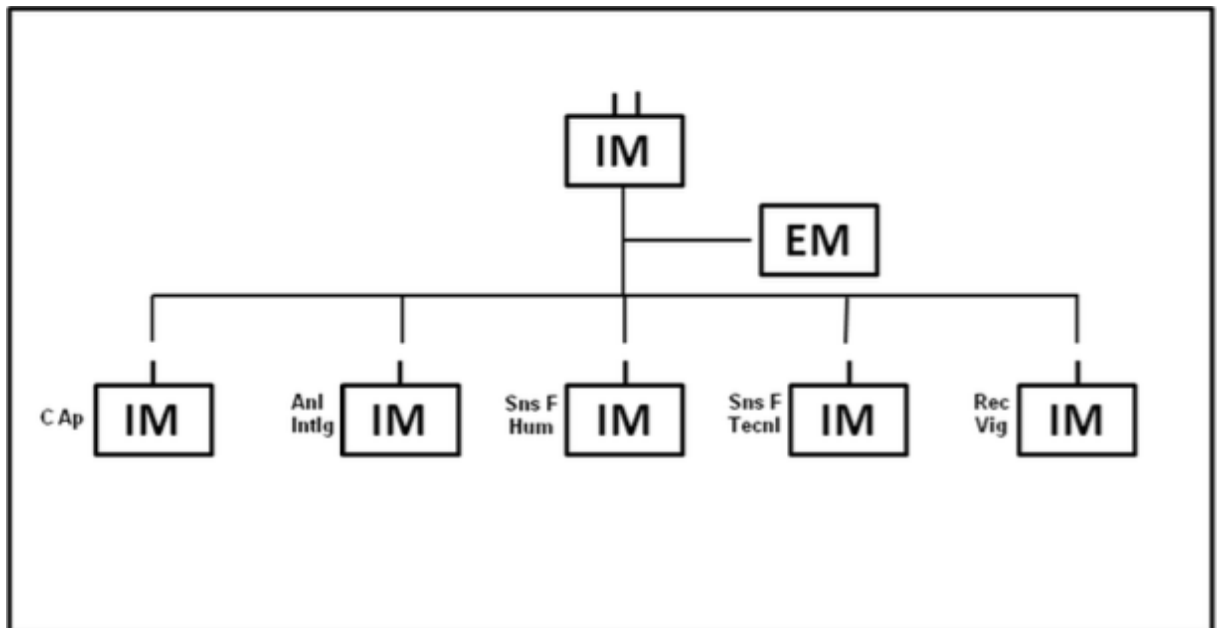 IM
EM
C Ap
IM
Anl
Intlg
IM
Sns F
Hum
IM
Sns F
Tecnl
IM
Rec
Vig
IM